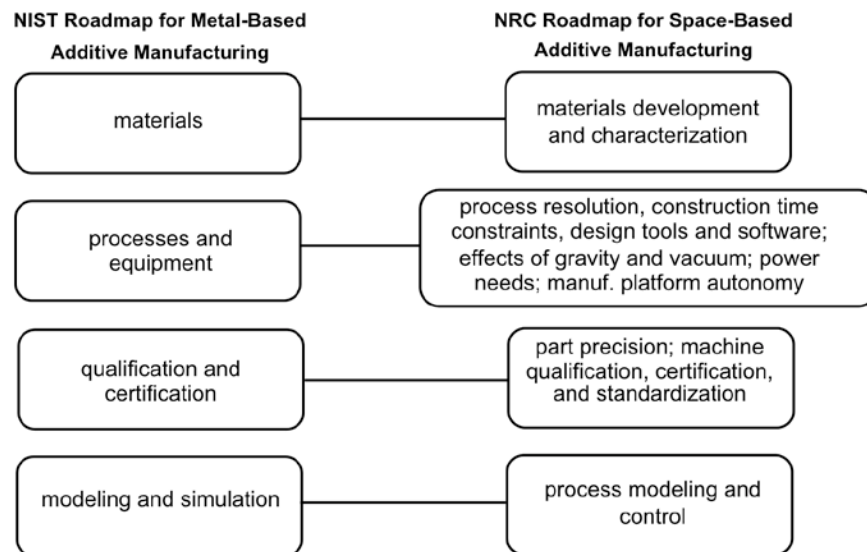 NIST Roadmap for Metal-Based
Additive Manufacturing
NRC Roadmap for Space-Based
Additive Manufacturing
materials
materials development
and characterization
processes and
equipment
process resolution, construction time
constraints, design tools and software;
effects of gravity and vacuum; power
needs; manuf. platform autonomy
qualification and
certification
part precision; machine
qualification, certification,
and standardization
modeling and simulation
process modeling and
control